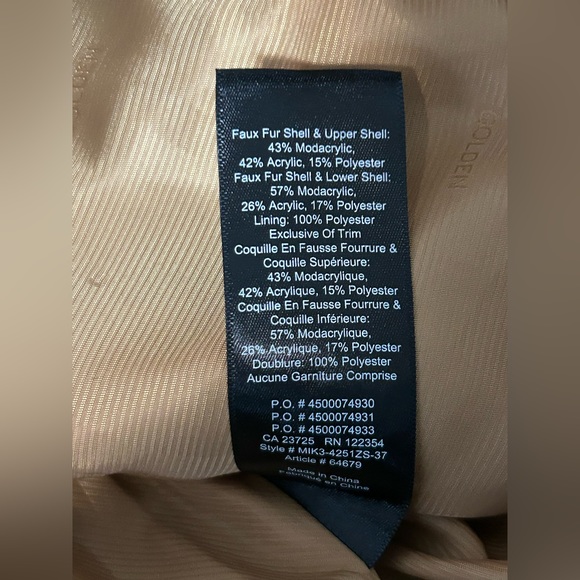 Faux Fur Shell & Upper Shell:
43% Modacrylic,
42% Acrylic, 15% Polyester
Faux Fur Shell & Lower Shell:
57% Modacrylic,
26% Acrylic, 17% Polyester
Lining: 100% Polyester
Exclusive Of Trim
Coquille En Fausse Fourrure &
Coquille Supérieure:
43% Modacrylique,
42% Acrylique, 15% Polyester
Coquille En Fausse Fourrure &
Coquille Inférieure:
57% Modacrylique,
26% Acrylique, 17% Polyester
Doublure: 100% Polyester
Aucune Garniture Comprise
P.O. # 4500074930
P.O. # 4500074931
P.O. # 4500074933
CA 23725 RN 122354
Style # MIK3-4251ZS-37
Article # 64679
Made in China
Fabriqué en Chine
GOLDEN